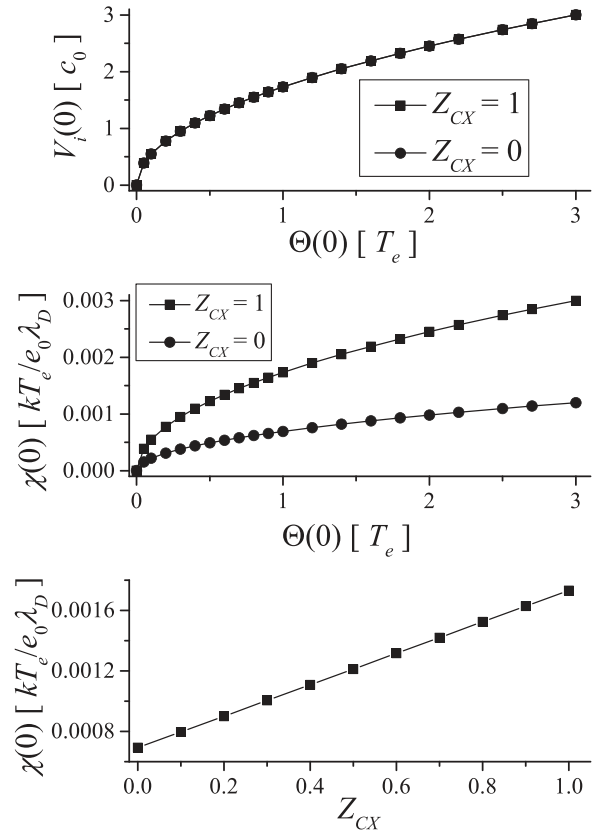 V_i(0) [ c_0 ]
3
2
1
0
Z_CX = 1
Z_CX = 0
0 1 2 3
Θ(0) [ T_e ]
χ(0) [ kT_e/e_0λ_D ]
0.003
0.002
0.001
0.000
Z_CX = 1
Z_CX = 0
0 1 2 3
Θ(0) [ T_e ]
χ(0) [ kT_e/e_0λ_D ]
0.0016
0.0012
0.0008
0.0 0.2 0.4 0.6 0.8 1.0
Z_CX